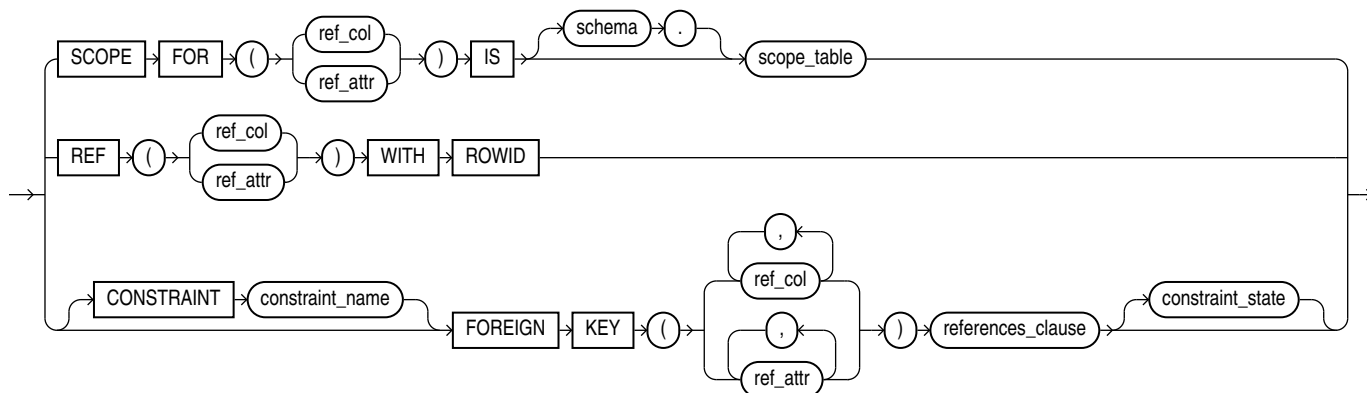 ref_col
schema .
SCOPE FOR ( ) IS scope_table
ref_attr
ref_col
REF ( ) WITH ROWID
ref_attr
,
ref_col
CONSTRAINT constraint_name constraint_state
FOREIGN KEY ( , ) references_clause
ref_attr